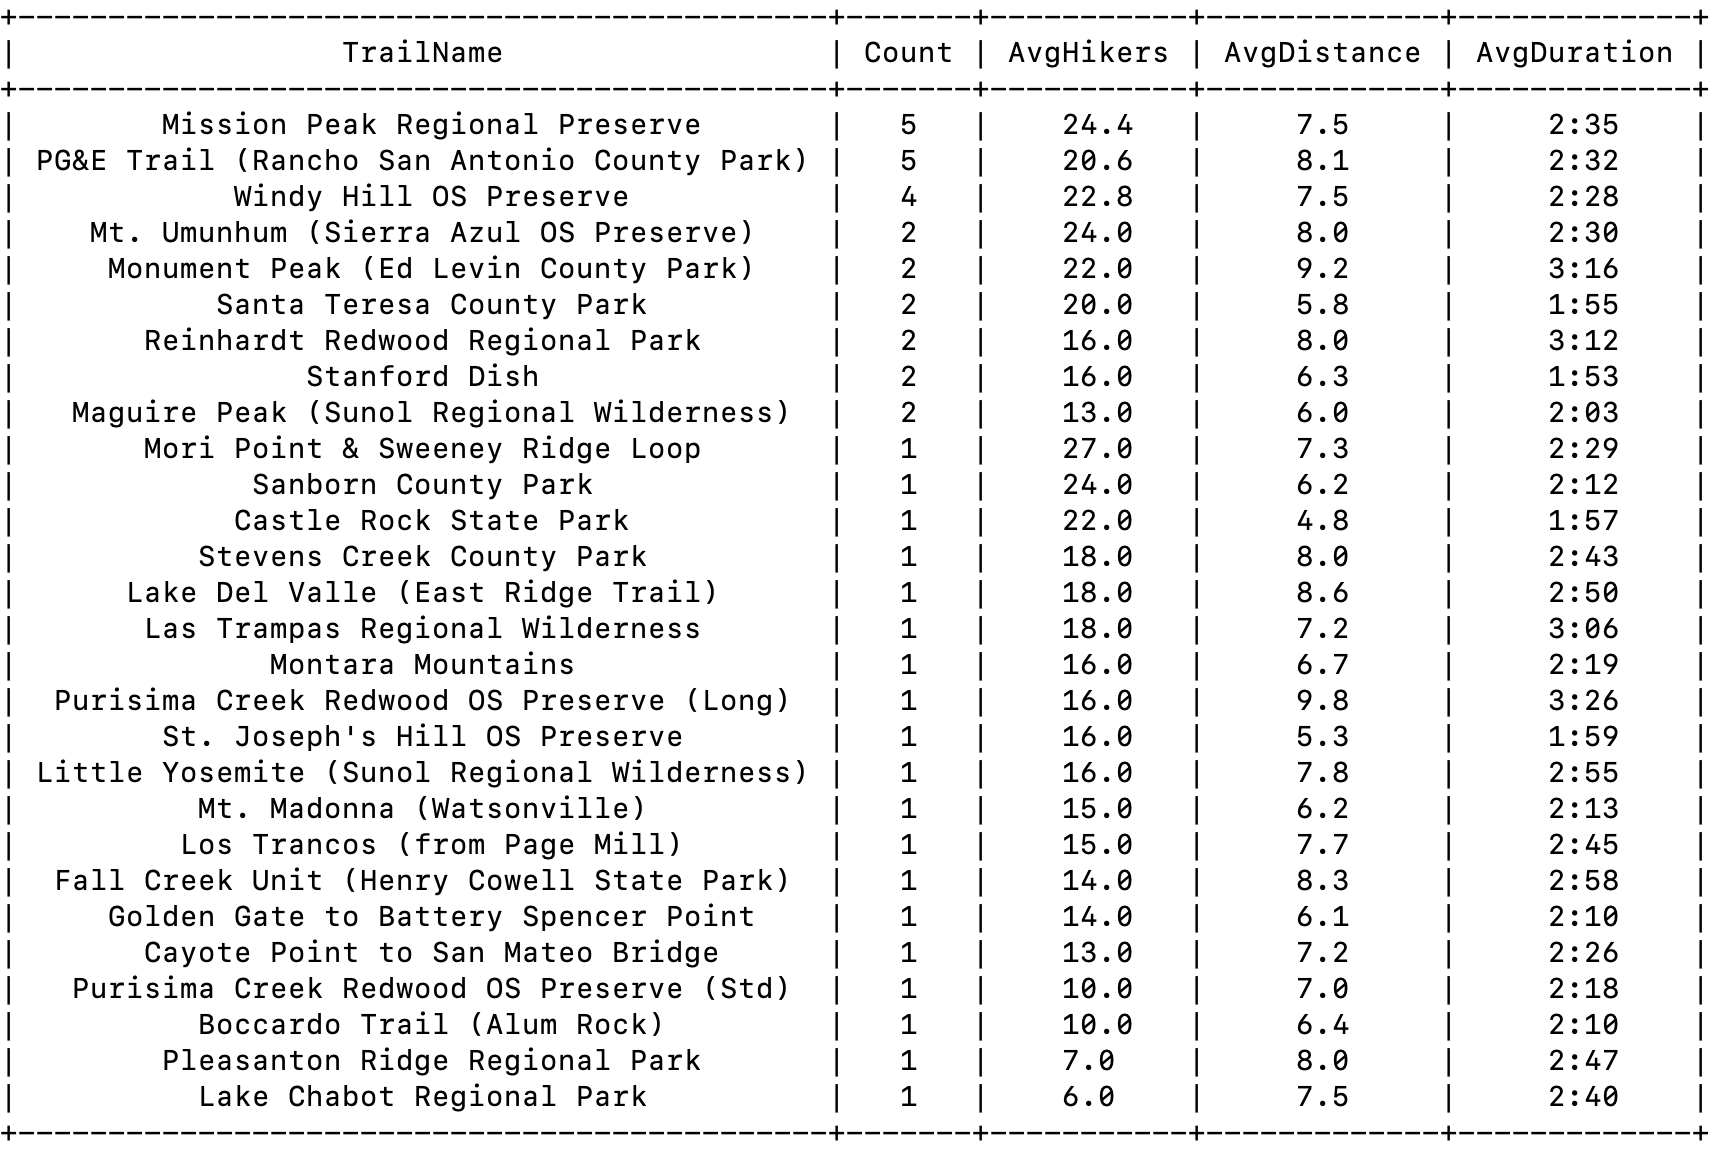 +----------------------------------------------+-------+------------+-------------+-------------+
| TrailName | Count | AvgHikers | AvgDistance | AvgDuration |
+----------------------------------------------+-------+------------+-------------+-------------+
| Mission Peak Regional Preserve | 5 | 24.4 | 7.5 | 2:35 |
| PG&E Trail (Rancho San Antonio County Park) | 5 | 20.6 | 8.1 | 2:32 |
| Windy Hill OS Preserve | 4 | 22.8 | 7.5 | 2:28 |
| Mt. Umunhum (Sierra Azul OS Preserve) | 2 | 24.0 | 8.0 | 2:30 |
| Monument Peak (Ed Levin County Park) | 2 | 22.0 | 9.2 | 3:16 |
| Santa Teresa County Park | 2 | 20.0 | 5.8 | 1:55 |
| Reinhardt Redwood Regional Park | 2 | 16.0 | 8.0 | 3:12 |
| Stanford Dish | 2 | 16.0 | 6.3 | 1:53 |
| Maguire Peak (Sunol Regional Wilderness) | 2 | 13.0 | 6.0 | 2:03 |
| Mori Point & Sweeney Ridge Loop | 1 | 27.0 | 7.3 | 2:29 |
| Sanborn County Park | 1 | 24.0 | 6.2 | 2:12 |
| Castle Rock State Park | 1 | 22.0 | 4.8 | 1:57 |
| Stevens Creek County Park | 1 | 18.0 | 8.0 | 2:43 |
| Lake Del Valle (East Ridge Trail) | 1 | 18.0 | 8.6 | 2:50 |
| Las Trampas Regional Wilderness | 1 | 18.0 | 7.2 | 3:06 |
| Montara Mountains | 1 | 16.0 | 6.7 | 2:19 |
| Purisima Creek Redwood OS Preserve (Long) | 1 | 16.0 | 9.8 | 3:26 |
| St. Joseph's Hill OS Preserve | 1 | 16.0 | 5.3 | 1:59 |
| Little Yosemite (Sunol Regional Wilderness) | 1 | 16.0 | 7.8 | 2:55 |
| Mt. Madonna (Watsonville) | 1 | 15.0 | 6.2 | 2:13 |
| Los Trancos (from Page Mill) | 1 | 15.0 | 7.7 | 2:45 |
| Fall Creek Unit (Henry Cowell State Park) | 1 | 14.0 | 8.3 | 2:58 |
| Golden Gate to Battery Spencer Point | 1 | 14.0 | 6.1 | 2:10 |
| Cayote Point to San Mateo Bridge | 1 | 13.0 | 7.2 | 2:26 |
| Purisima Creek Redwood OS Preserve (Std) | 1 | 10.0 | 7.0 | 2:18 |
| Boccardo Trail (Alum Rock) | 1 | 10.0 | 6.4 | 2:10 |
| Pleasanton Ridge Regional Park | 1 | 7.0 | 8.0 | 2:47 |
| Lake Chabot Regional Park | 1 | 6.0 | 7.5 | 2:40 |
+----------------------------------------------+-------+------------+-------------+-------------+